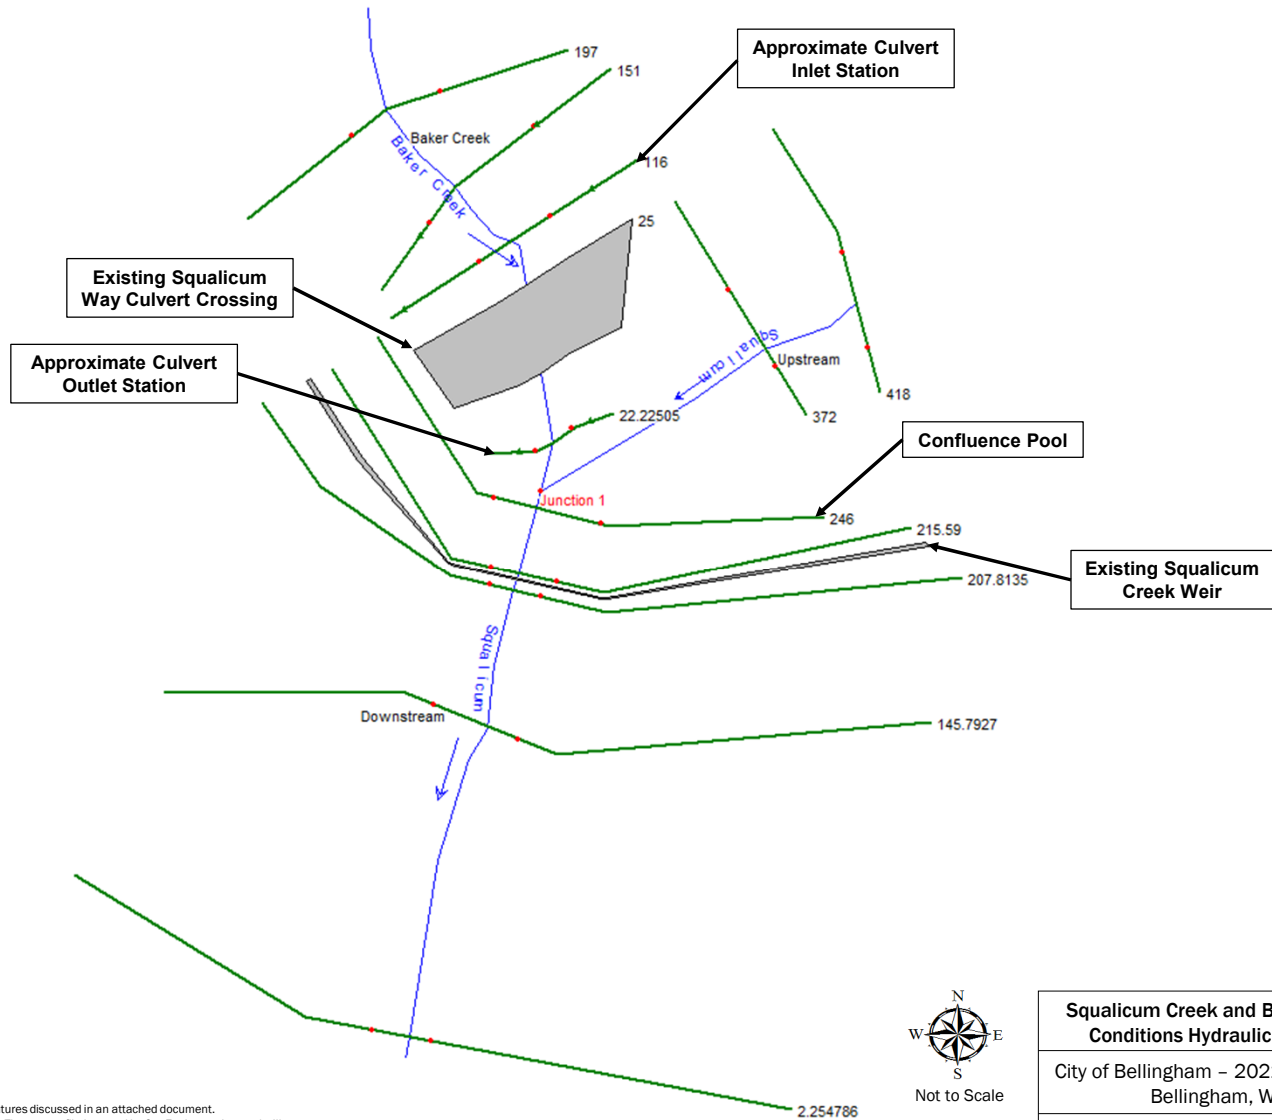 197
Approximate Culvert
Inlet Station
151
Baker Creek
Baker Creek
116
25
Existing Squalicum
Way Culvert Crossing
Squalicum
Upstream
418
372
Approximate Culvert
Outlet Station
22.22505
Confluence Pool
Junction 1
246
215.59
Existing Squalicum
Creek Weir
207.8135
Squalicum
Downstream
145.7927
N
W
E
S
Not to Scale
Squalicum Creek and B
Conditions Hydraulic
City of Bellingham – 202
Bellingham, W
tures discussed in an attached document.
2.254786